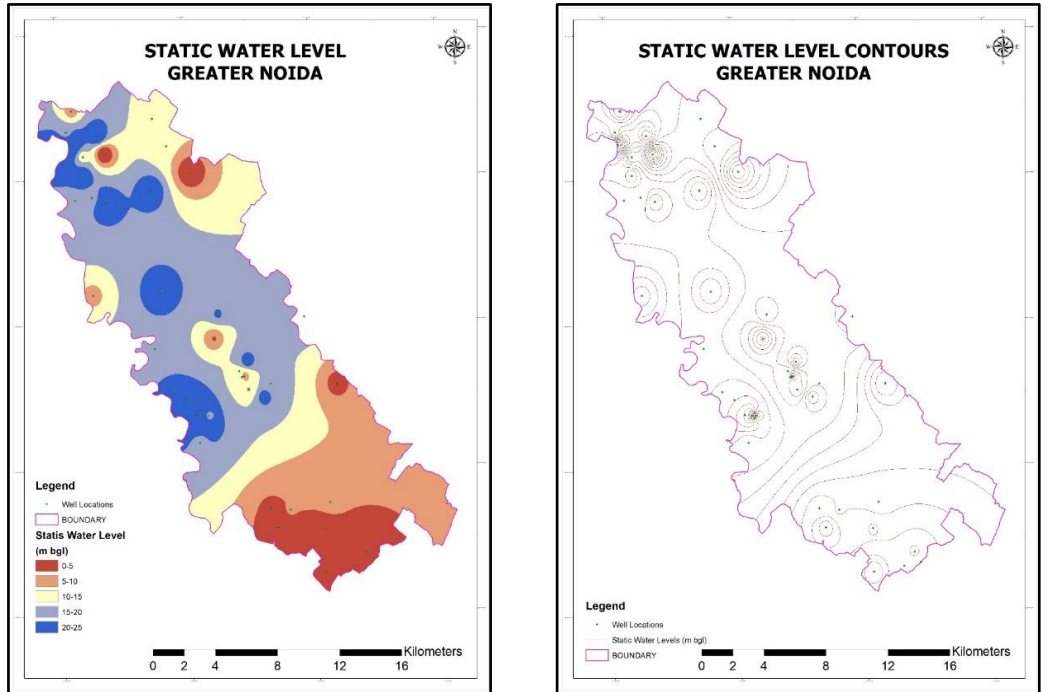 STATIC WATER LEVEL
GREATER NOIDA
N
W E
S
Legend
Well Locations
BOUNDARY
Statis Water Level
(m bgl)
0-5
5-10
10-15
15-20
20-25
Kilometers
0 2 4 8 12 16
STATIC WATER LEVEL CONTOURS
GREATER NOIDA
N
W E
S
Legend
Well Locations
Static Water Levels (m bgl)
BOUNDARY
Kilometers
0 2 4 8 12 16